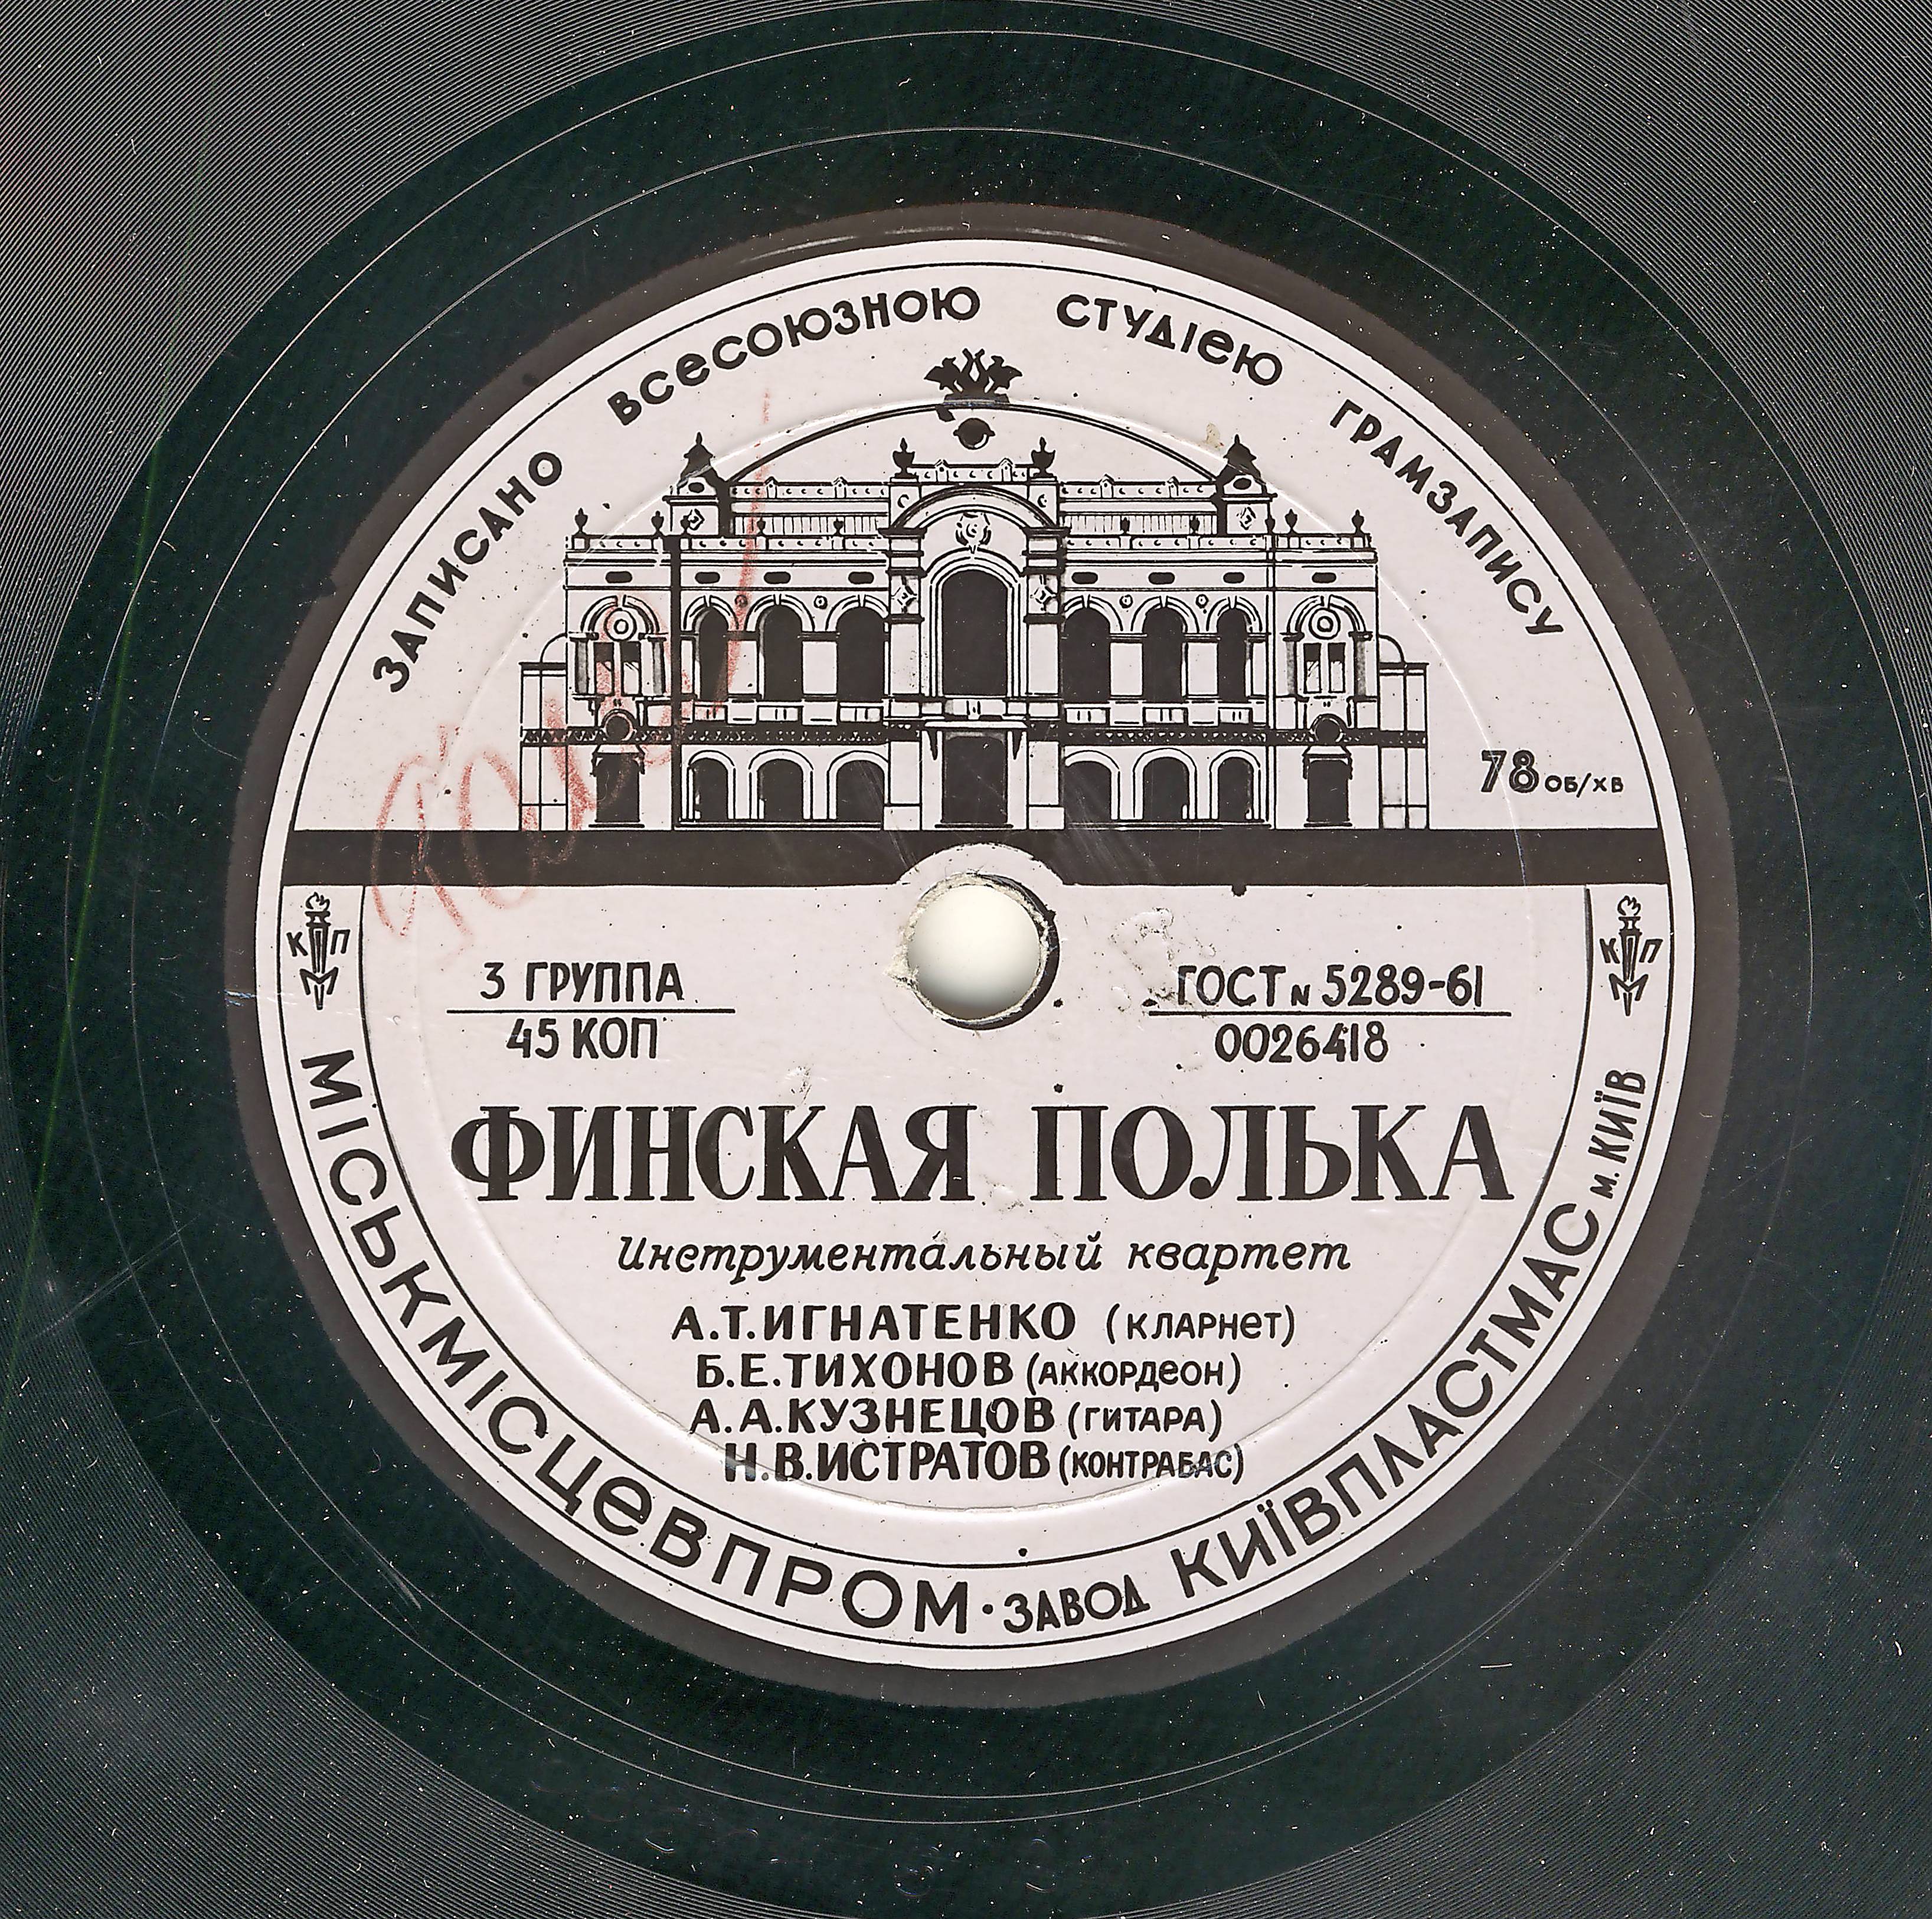 ЗАПИСАНО ВСЕСОЮЗНОЮ СТУДІЄЮ ГРАМЗАПИСУ
78 ОБ/ХВ
К П М
К П М
3 ГРУППА
45 КОП
ГОСТ N 5289-61
0026418
ФИНСКАЯ ПОЛЬКА
Инструментальный квартет
А.Т.ИГНАТЕНКО (КЛАРНЕТ)
Б.Е.ТИХОНОВ (АККОРДЕОН)
А.А.КУЗНЕЦОВ (ГИТАРА)
Н.В.ИСТРАТОВ (КОНТРАБАС)
МІСЬКМІСЦЕВПРОМ · ЗАВОД КИЇВПЛАСТМАС м. КИЇВ